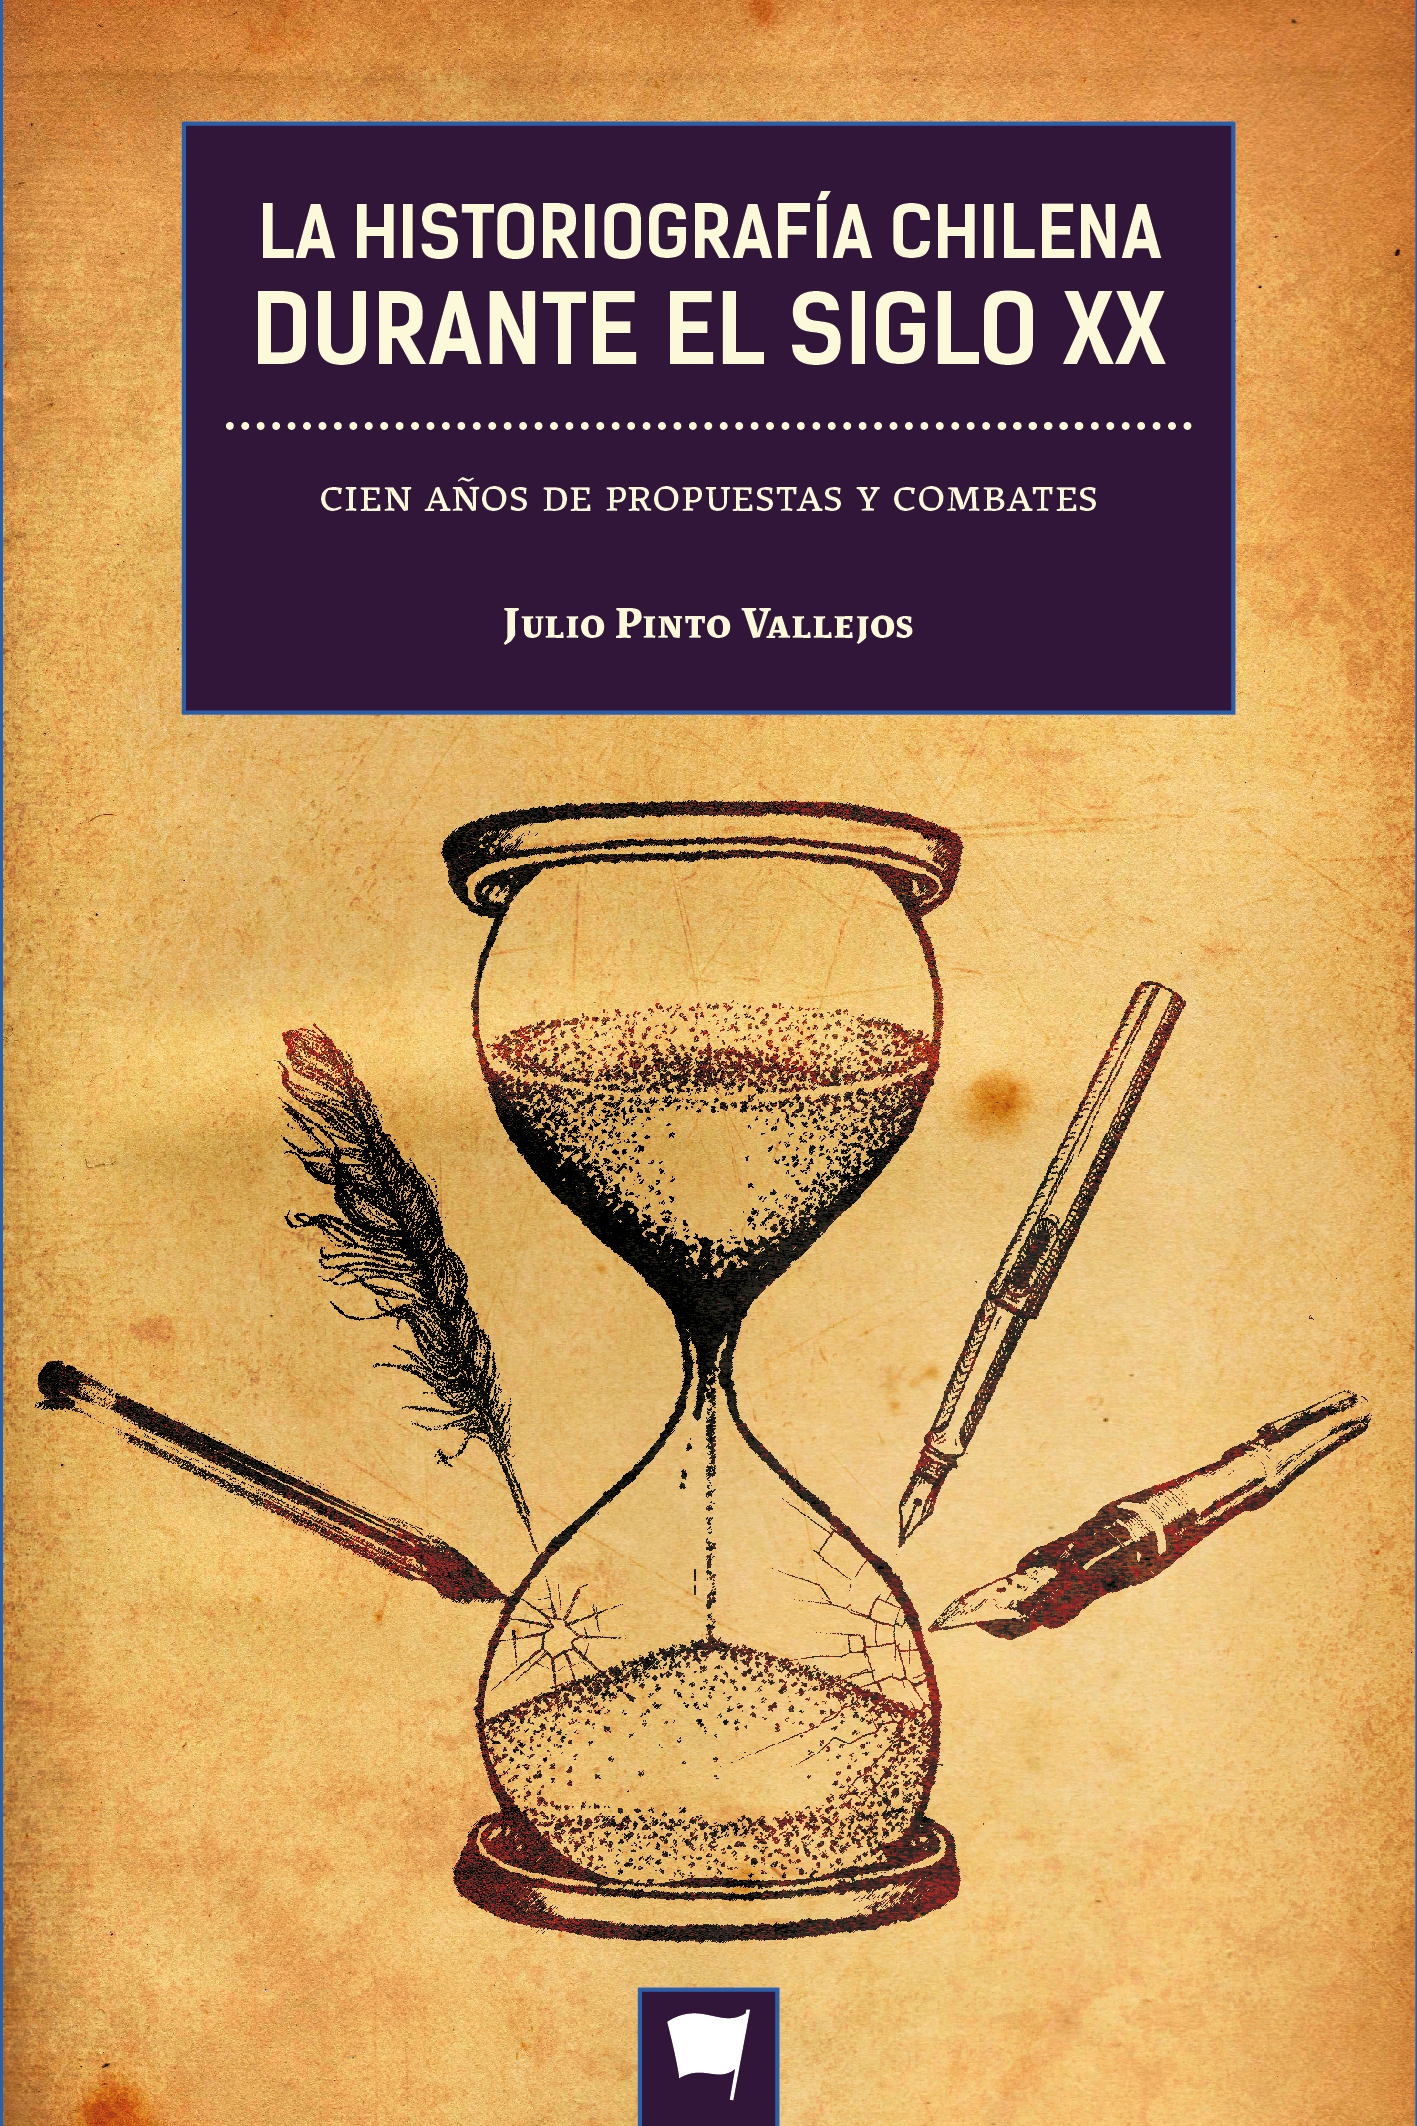 LA HISTORIOGRAFÍA CHILENA
DURANTE EL SIGLO XX
CIEN AÑOS DE PROPUESTAS Y COMBATES
JULIO PINTO VALLEJOS